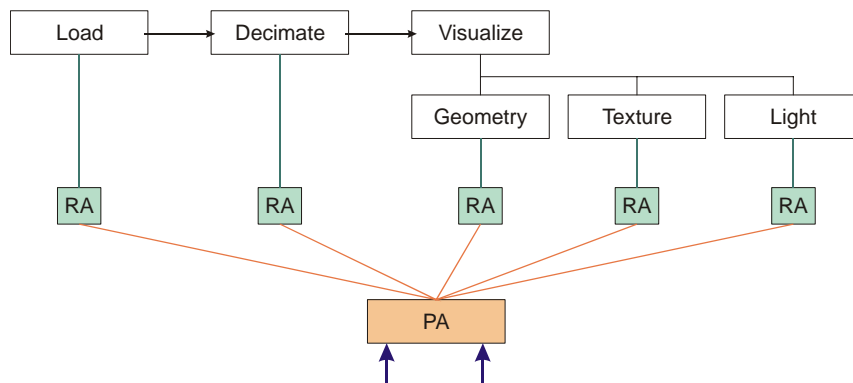 Load
Decimate
Visualize
Geometry
Texture
Light
RA
RA
RA
RA
RA
PA